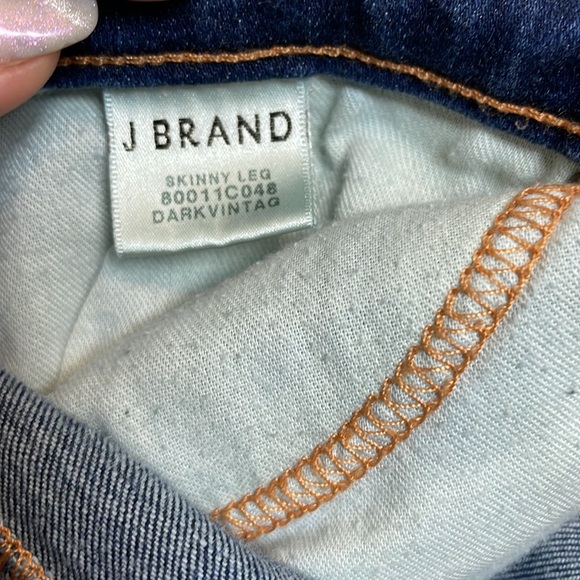 J BRAND
SKINNY LEG
80011C048
DARKVINTAG